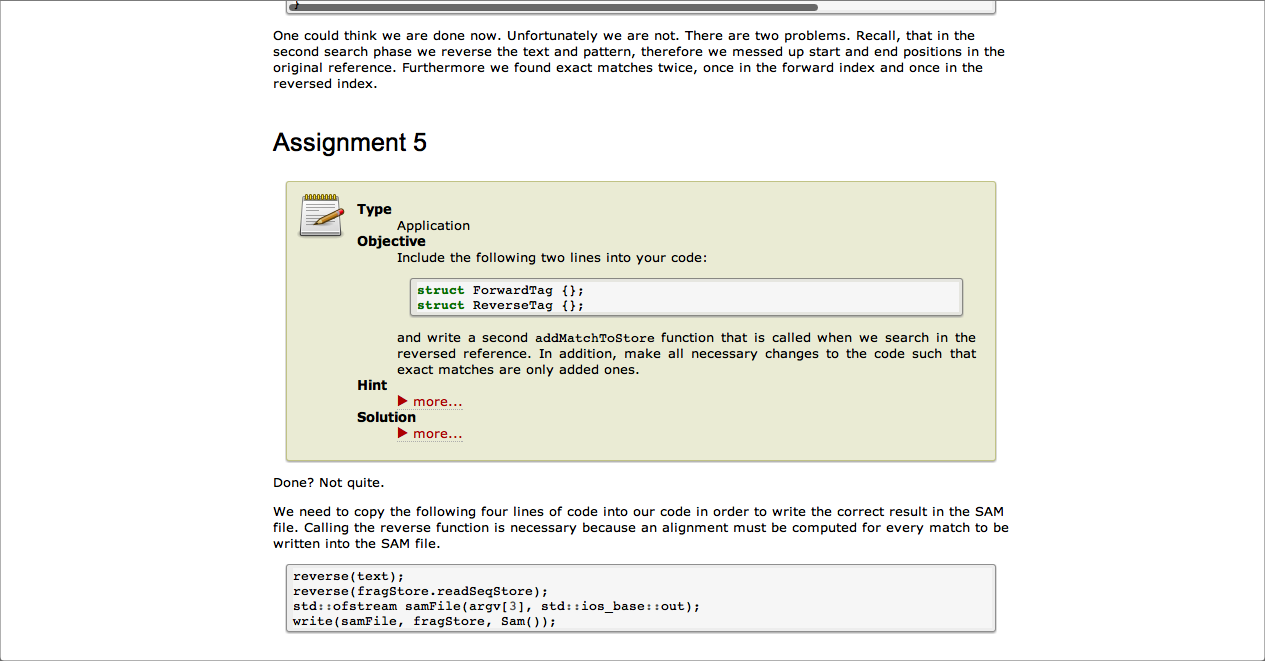 }
One could think we are done now. Unfortunately we are not. There are two problems. Recall, that in the
second search phase we reverse the text and pattern, therefore we messed up start and end positions in the
original reference. Furthermore we found exact matches twice, once in the forward index and once in the
reversed index.
Assignment 5
Type
Application
Objective
Include the following two lines into your code:
struct ForwardTag {};
struct ReverseTag {};
and write a second addMatchToStore function that is called when we search in the
reversed reference. In addition, make all necessary changes to the code such that
exact matches are only added ones.
Hint
more...
Solution
more...
Done? Not quite.
We need to copy the following four lines of code into our code in order to write the correct result in the SAM
file. Calling the reverse function is necessary because an alignment must be computed for every match to be
written into the SAM file.
reverse(text);
reverse(fragStore.readSeqStore);
std::ofstream samFile(argv[3], std::ios_base::out);
write(samFile, fragStore, Sam());